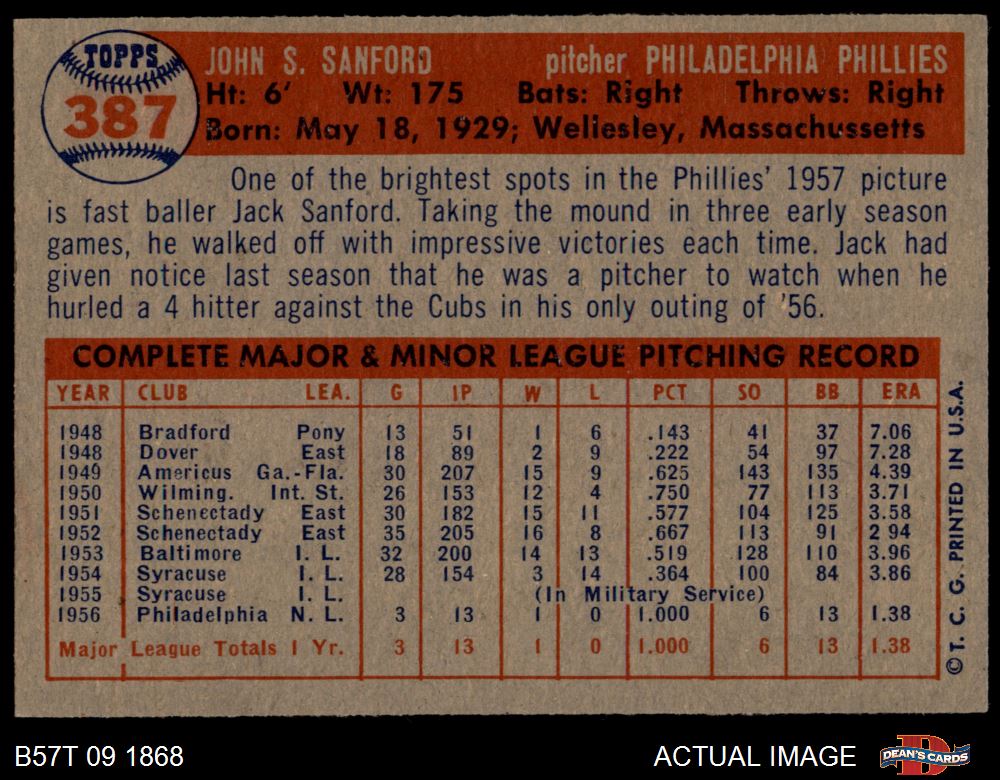 TOPPS
387
JOHN S. SANFORD pitcher PHILADELPHIA PHILLIES
Ht: 6' Wt: 175 Bats: Right Throws: Right
Born: May 18, 1929; Wellesley, Massachussetts
One of the brightest spots in the Phillies' 1957 picture
is fast baller Jack Sanford. Taking the mound in three early season
games, he walked off with impressive victories each time. Jack had
given notice last season that he was a pitcher to watch when he
hurled a 4 hitter against the Cubs in his only outing of '56.
COMPLETE MAJOR & MINOR LEAGUE PITCHING RECORD
YEAR CLUB LEA. G IP W L PCT SO BB ERA
1948 Bradford Pony 13 51 1 6 .143 41 37 7.06
1948 Dover East 18 89 2 9 .222 54 97 7.28
1949 Americus Ga.-Fla. 30 207 15 9 .625 143 135 4.39
1950 Wilming. Int. St. 26 153 12 4 .750 77 113 3.71
1951 Schenectady East 30 182 15 11 .577 104 125 3.58
1952 Schenectady East 35 205 16 8 .667 113 91 2 94
1953 Baltimore I. L. 32 200 14 13 .519 128 110 3.96
1954 Syracuse I. L. 28 154 3 14 .364 100 84 3.86
1955 Syracuse I. L. (In Military Service)
1956 Philadelphia N. L. 3 13 1 0 1.000 6 13 1.38
Major League Totals 1 Yr. 3 13 1 0 1.000 6 13 1.38
© T. C. G. PRINTED IN U.S.A.
B57T 09 1868
ACTUAL IMAGE
DEAN'S CARDS